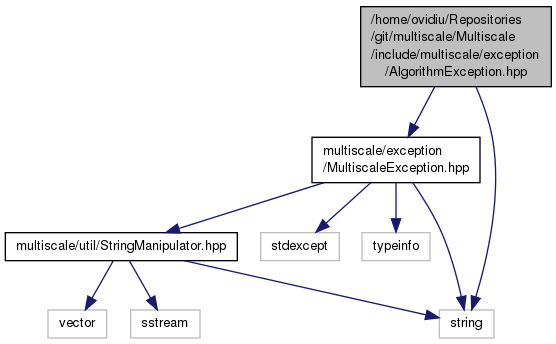 /home/ovidiu/Repositories
/git/multiscale/Multiscale
/include/multiscale/exception
/AlgorithmException.hpp
multiscale/exception
/MultiscaleException.hpp
multiscale/util/StringManipulator.hpp
stdexcept
typeinfo
vector
sstream
string